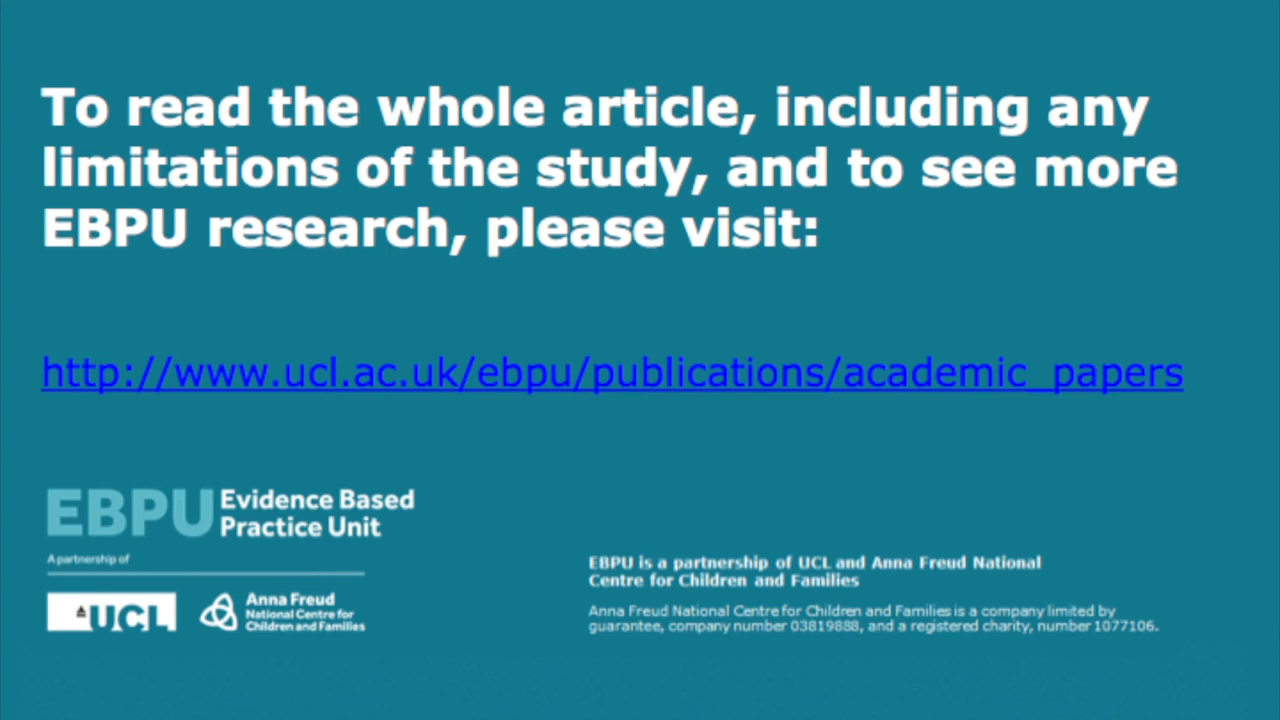 To read the whole article, including any
limitations of the study, and to see more
EBPU research, please visit:
http://www.ucl.ac.uk/ebpu/publications/academic_papers
EBPU Evidence Based
Practice Unit
A partnership of
UCL
Anna Freud
National Centre for
Children and Families
EBPU is a partnership of UCL and Anna Freud National
Centre for Children and Families
Anna Freud National Centre for Children and Families is a company limited by
guarantee, company number 03819888, and a registered charity, number 1077106.